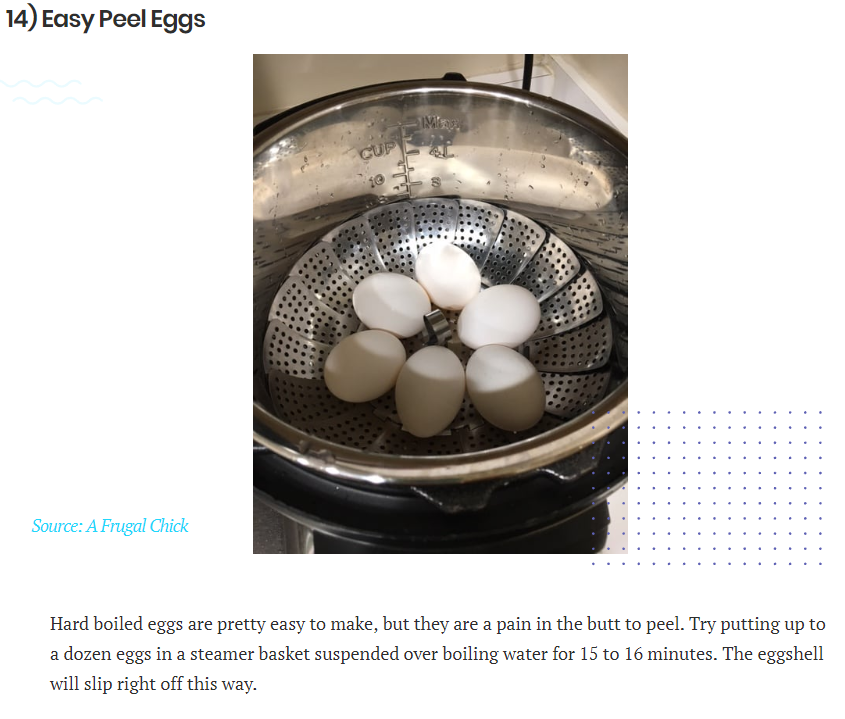 14) Easy Peel Eggs
Max
CUP 4L
10 8
Source: A Frugal Chick
Hard boiled eggs are pretty easy to make, but they are a pain in the butt to peel. Try putting up to
a dozen eggs in a steamer basket suspended over boiling water for 15 to 16 minutes. The eggshell
will slip right off this way.